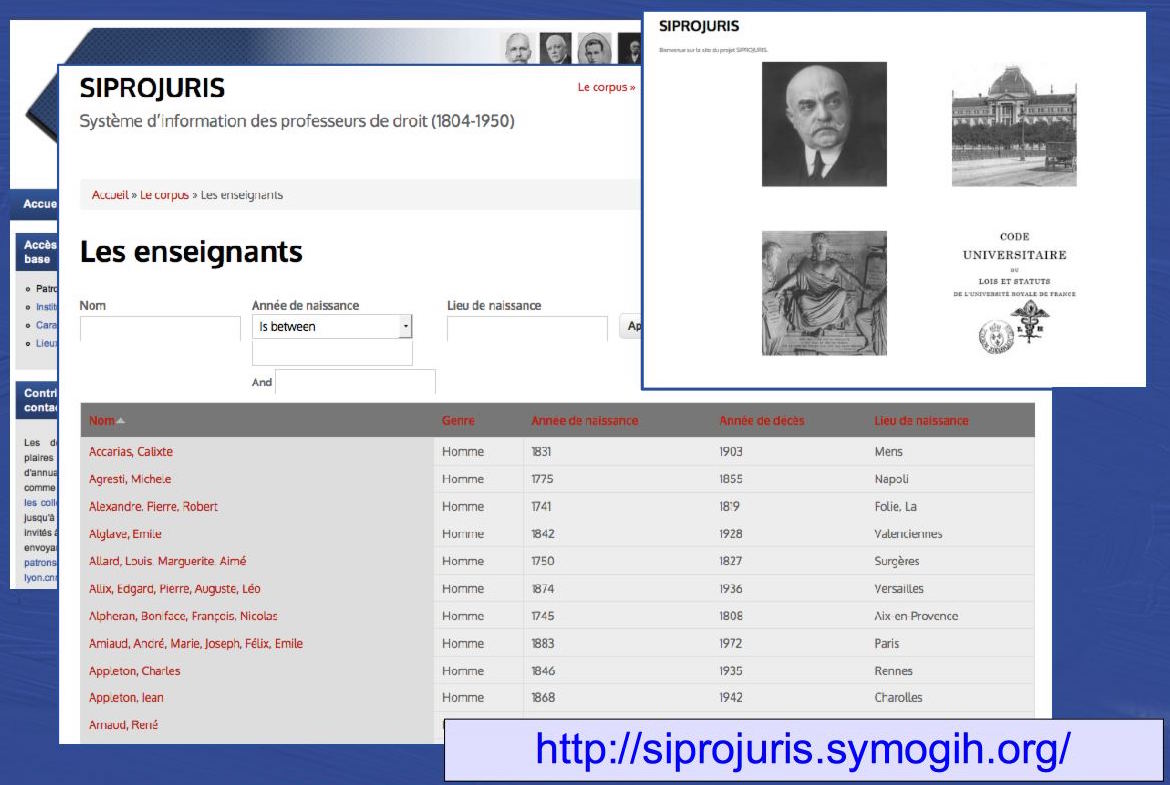 SIPROJURIS
Bienvenue sur le site du projet SIPROJURIS.
CODE
UNIVERSITAIRE
OU
LOIS ET STATUTS
DE L'UNIVERSITÉ ROYALE DE FRANCE
SIPROJURIS
Le corpus »
Système d'Information des professeurs de droit (1804-1950)
Accueil » Le corpus » Les enseignants
Les enseignants
Nom
Année de naissance
Lieu de naissance
Is between
And
Nom Genre Année de naissance Année de décès Lieu de naissance
Accarias, Calixte Homme 1831 1903 Mens
Agresti, Michele Homme 1775 1855 Napoli
Alexandre, Pierre, Robert Homme 1741 1819 Folie, La
Alglave, Emile Homme 1842 1928 Valenciennes
Allard, Louis, Marguerite, Aimé Homme 1750 1827 Surgères
Allix, Edgard, Pierre, Auguste, Léo Homme 1874 1936 Versailles
Alpheran, Boniface, François, Nicolas Homme 1745 1808 Aix-en-Provence
Amiaud, André, Marie, Joseph, Félix, Emile Homme 1883 1972 Paris
Appleton, Charles Homme 1846 1935 Rennes
Appleton, Jean Homme 1868 1942 Charolles
Arnaud, René
Accue
Accès
base
Patro
Instit
Cara
Lieux
Contri
conta
Les de
plaires
d'annua
comme
les coll
jusqu'à
invités à
envoyan
patrons
lyon.cnr
http://siprojuris.symogih.org/